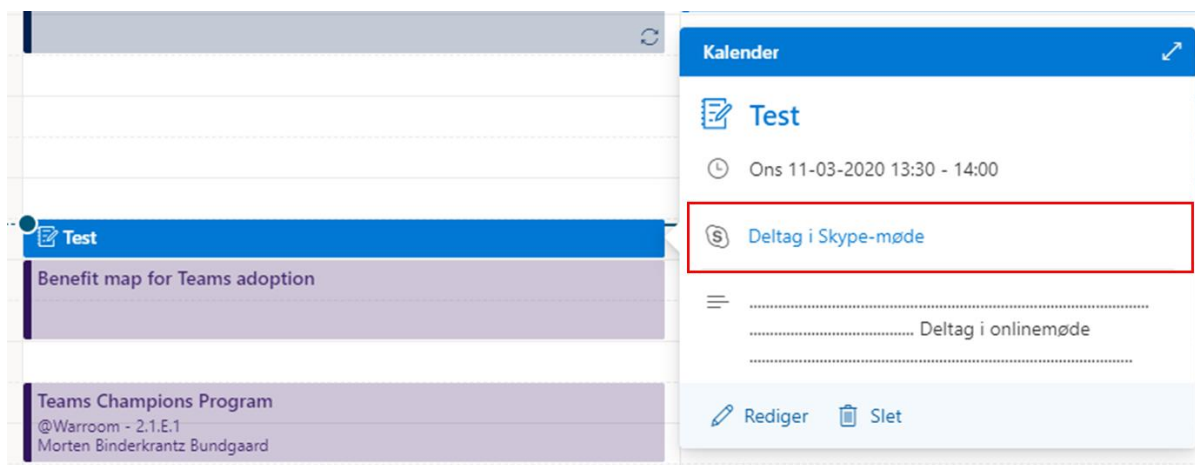 Test
Benefit map for Teams adoption
Teams Champions Program
@Warroom - 2.1.E.1
Morten Binderkrantz Bundgaard
Kalender
Test
Ons 11-03-2020 13:30 - 14:00
Deltag i Skype-møde
................................................................................
................................. Deltag i onlinemøde
.............................................................................
Rediger Slet